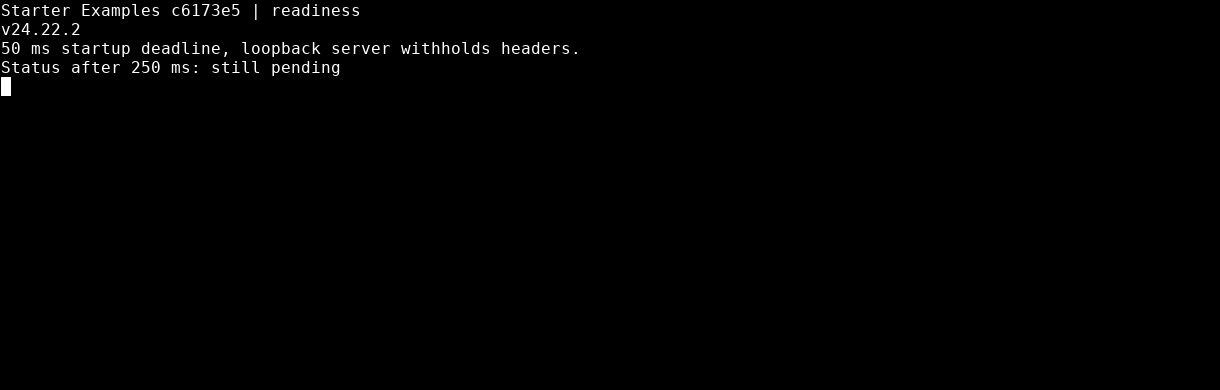 Starter Examples c6173e5 | readiness
v24.22.2
50 ms startup deadline, loopback server withholds headers.
Status after 250 ms: still pending